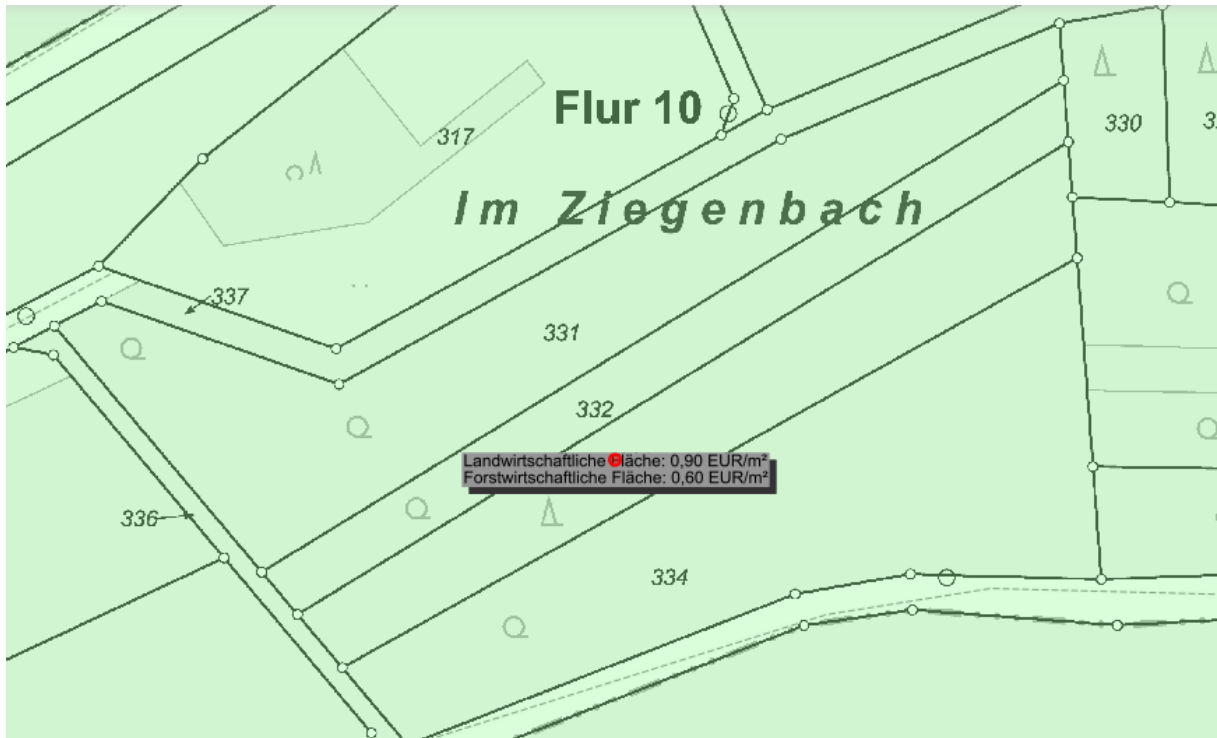 Flur 10
317
330
Im Ziegenbach
337
331
332
Landwirtschaftliche Fläche: 0,90 EUR/m²
Forstwirtschaftliche Fläche: 0,60 EUR/m²
336
334